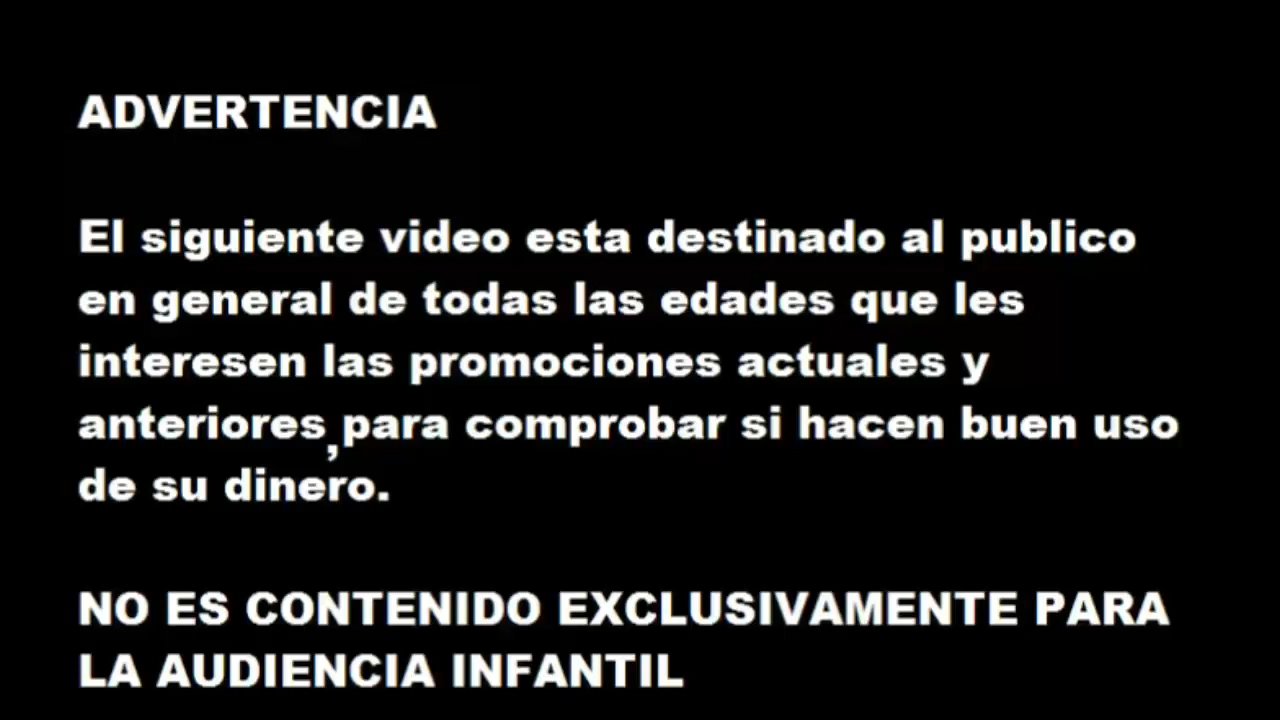 ADVERTENCIA
El siguiente video esta destinado al publico
en general de todas las edades que les
interesen las promociones actuales y
anteriores,para comprobar si hacen buen uso
de su dinero.
NO ES CONTENIDO EXCLUSIVAMENTE PARA
LA AUDIENCIA INFANTIL